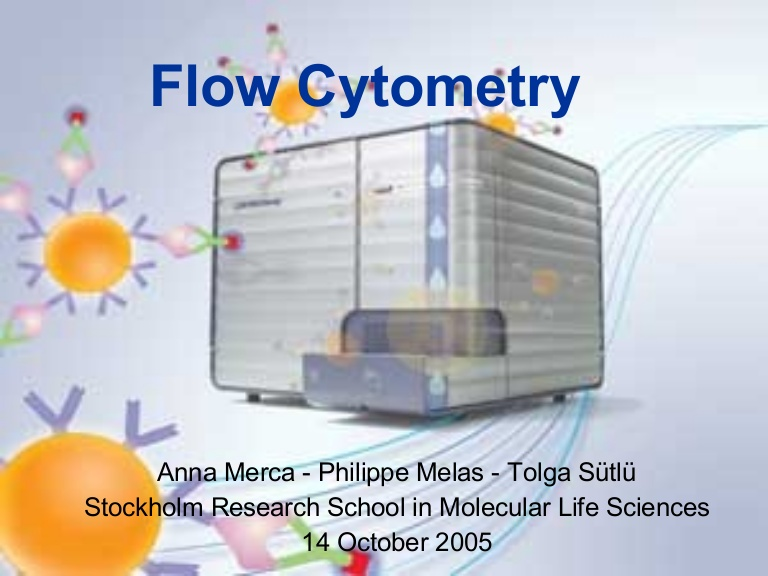 Flow Cytometry
Anna Merca - Philippe Melas - Tolga Sütlü
Stockholm Research School in Molecular Life Sciences
14 October 2005